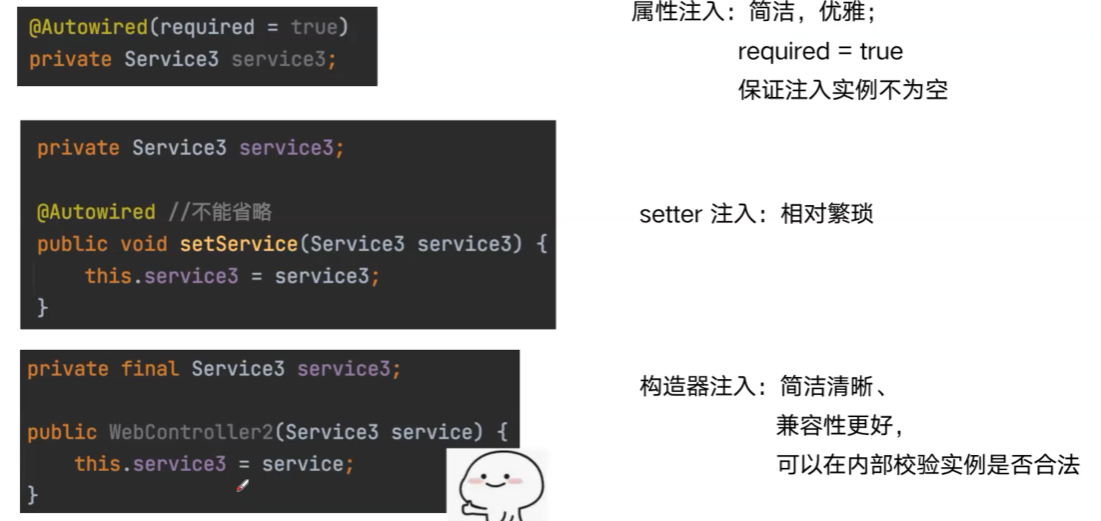 @Autowired(required = true)
private Service3 service3;
属性注入：简洁，优雅；
required = true
保证注入实例不为空
private Service3 service3;
@Autowired //不能省略
public void setService(Service3 service3) {
this.service3 = service3;
}
setter 注入：相对繁琐
private final Service3 service3;
public WebController2(Service3 service) {
this.service3 = service;
}
构造器注入：简洁清晰、
兼容性更好，
可以在内部校验实例是否合法